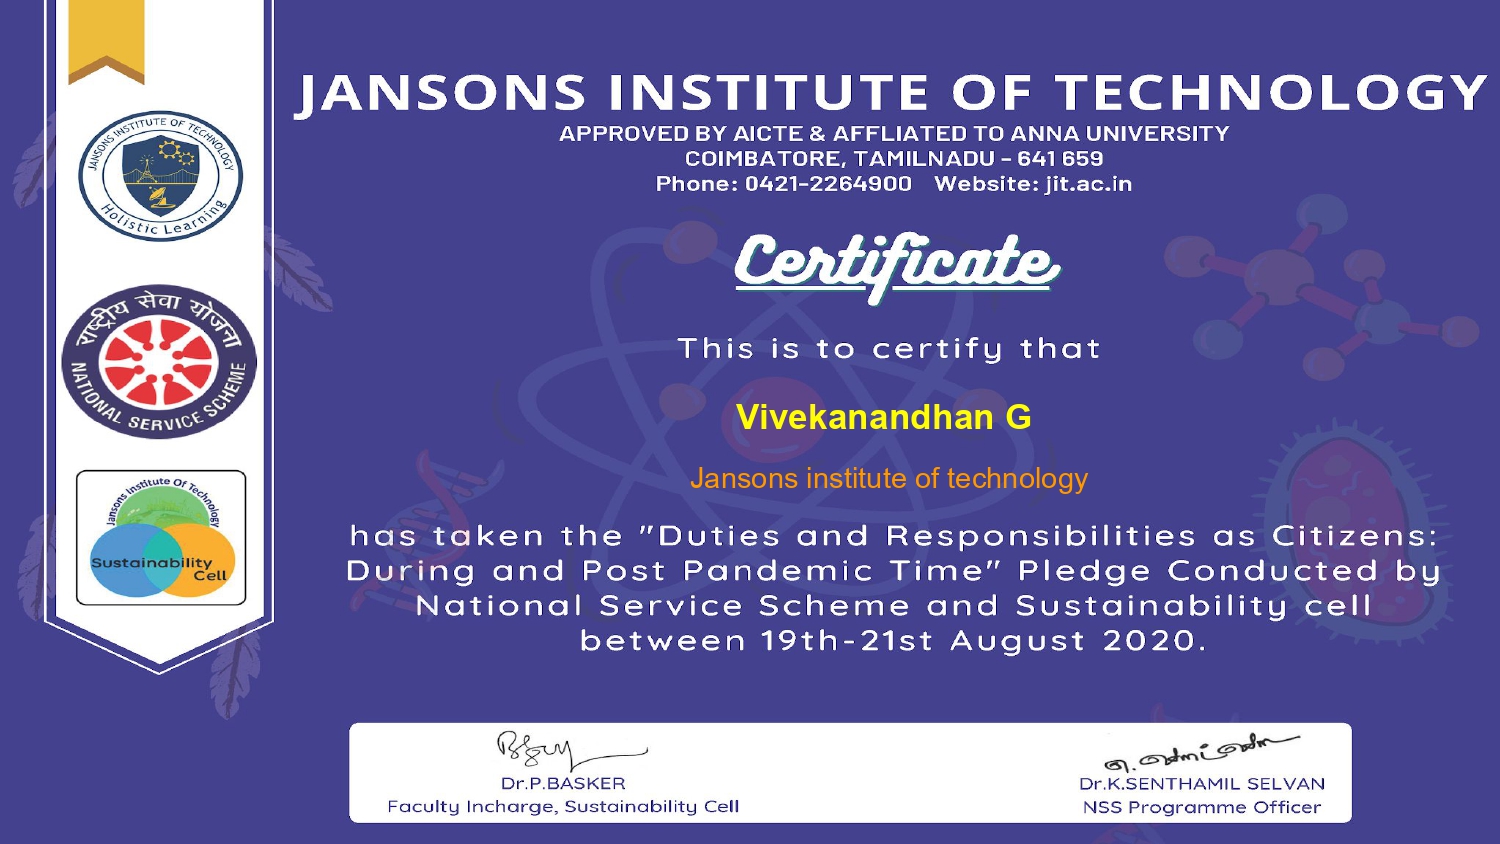 JANSONS INSTITUTE OF TECHNOLOGY
APPROVED BY AICTE & AFFLIATED TO ANNA UNIVERSITY
COIMBATORE, TAMILNADU - 641 659
Phone: 0421-2264900 Website: jit.ac.in
JANSONS INSTITUTE OF TECHNOLOGY
Holistic Learning
राष्ट्रीय सेवा योजना
NATIONAL SERVICE SCHEME
Jansons Institute Of Technology
Sustainability
Cell
Certificate
This is to certify that
Vivekanandhan G
Jansons institute of technology
has taken the "Duties and Responsibilities as Citizens:
During and Post Pandemic Time" Pledge Conducted by
National Service Scheme and Sustainability cell
between 19th-21st August 2020.
Dr.P.BASKER
Faculty Incharge, Sustainability Cell
Dr.K.SENTHAMIL SELVAN
NSS Programme Officer